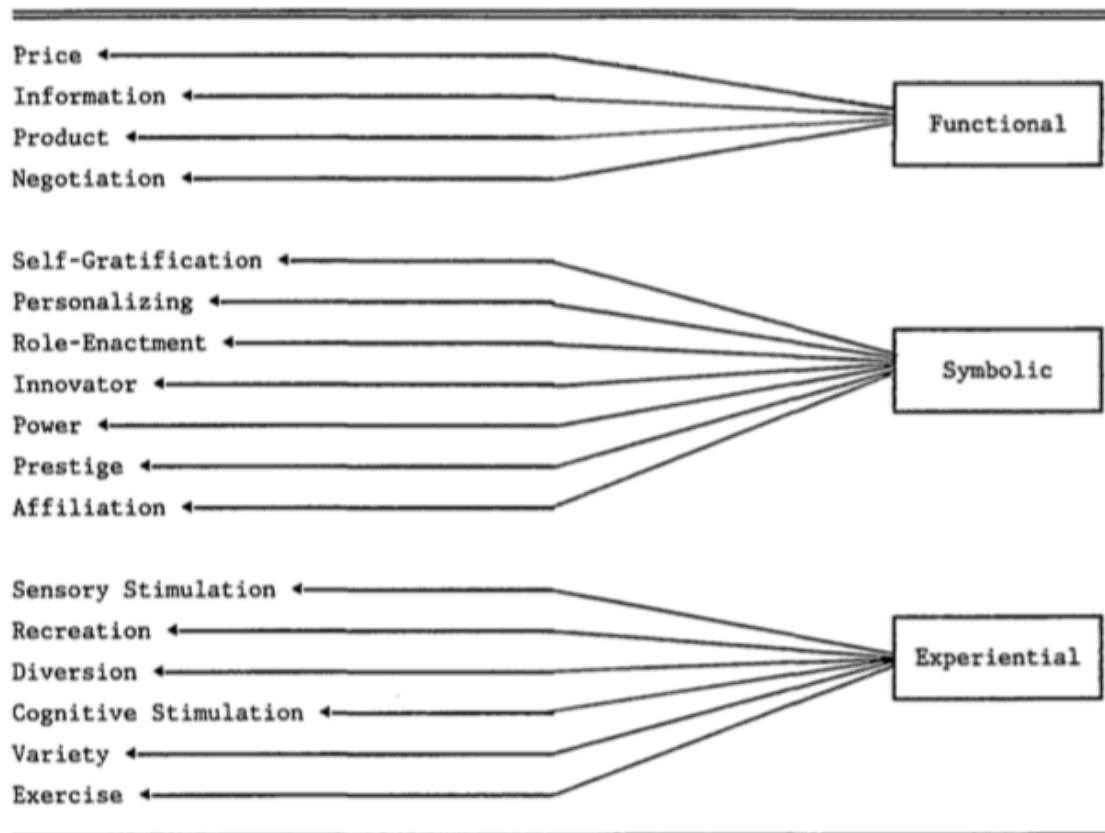 Price
Information
Functional
Product
Negotiation
Self-Gratification
Personalizing
Role-Enactment
Symbolic
Innovator
Power
Prestige
Affiliation
Sensory Stimulation
Recreation
Experiential
Diversion
Cognitive Stimulation
Variety
Exercise